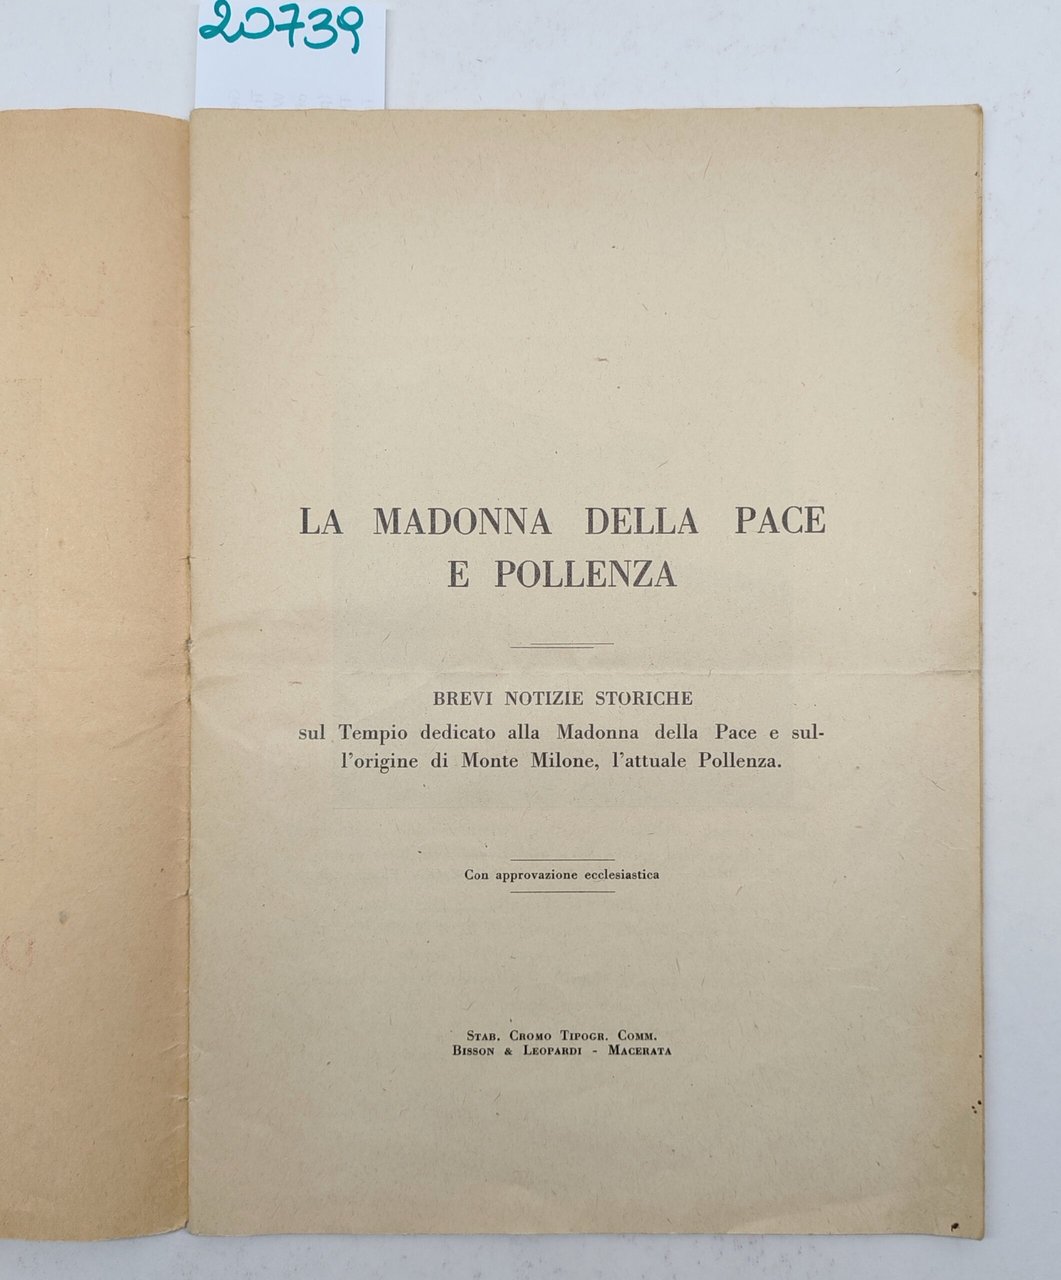 20739
LA MADONNA DELLA PACE
E POLLENZA
BREVI NOTIZIE STORICHE
sul Tempio dedicato alla Madonna della Pace e sul-
l'origine di Monte Milone, l'attuale Pollenza.
Con approvazione ecclesiastica
STAB. CROMO TIPOGR. COMM.
BISSON & LEOPARDI - MACERATA